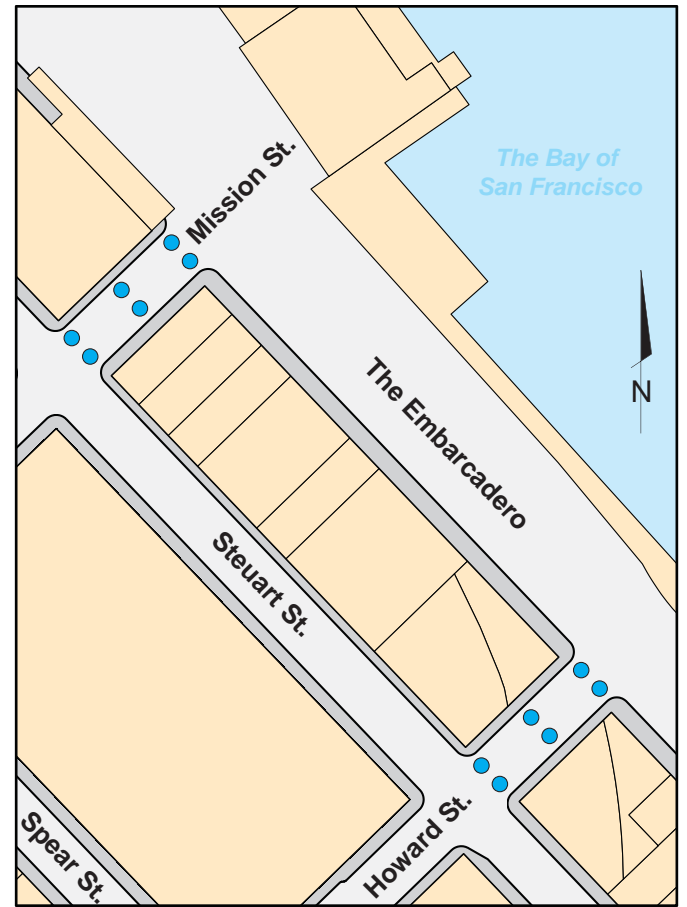 The Bay of
San Francisco
Mission St.
The Embarcadero
N
Steuart St.
Howard St.
Spear St.